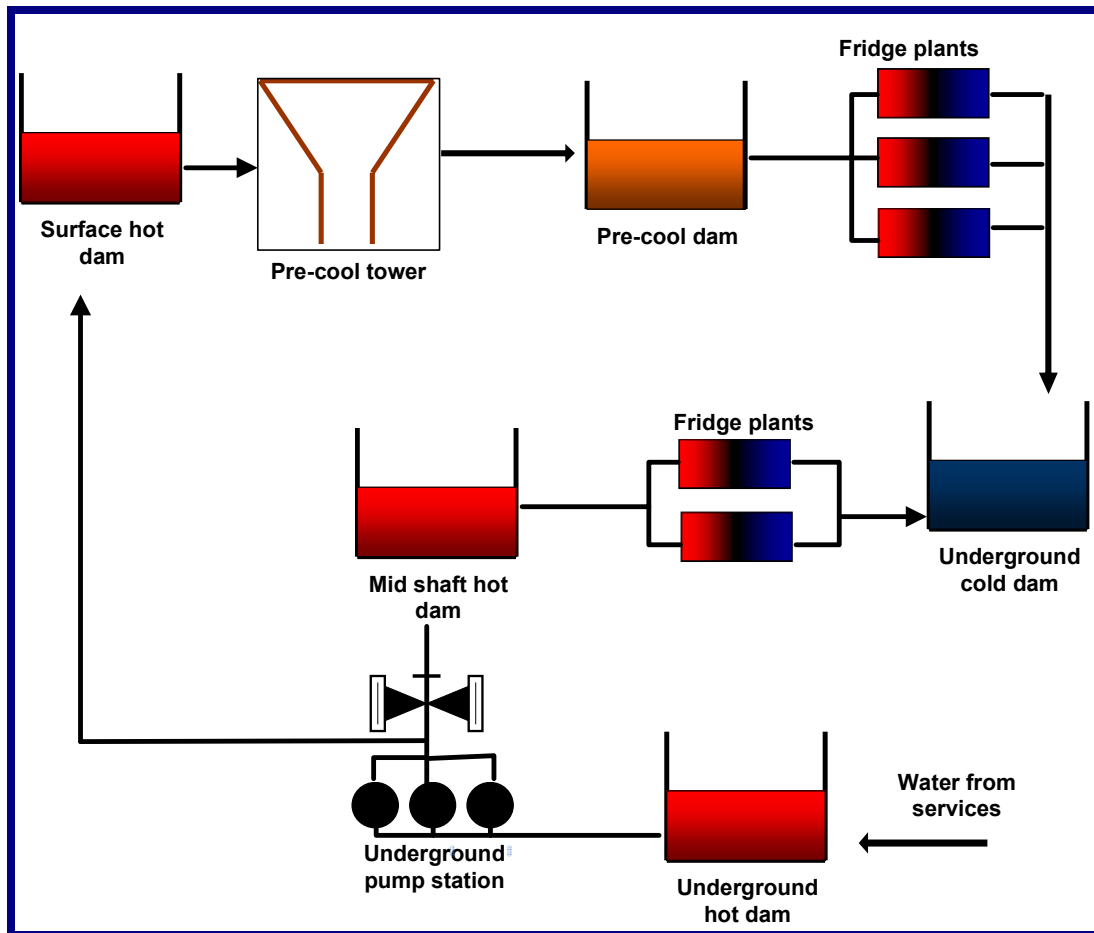 Fridge plants
Surface hot
dam
Pre-cool tower
Pre-cool dam
Fridge plants
Mid shaft hot
dam
Underground
cold dam
Water from
services
Underground
pump station
Underground
hot dam